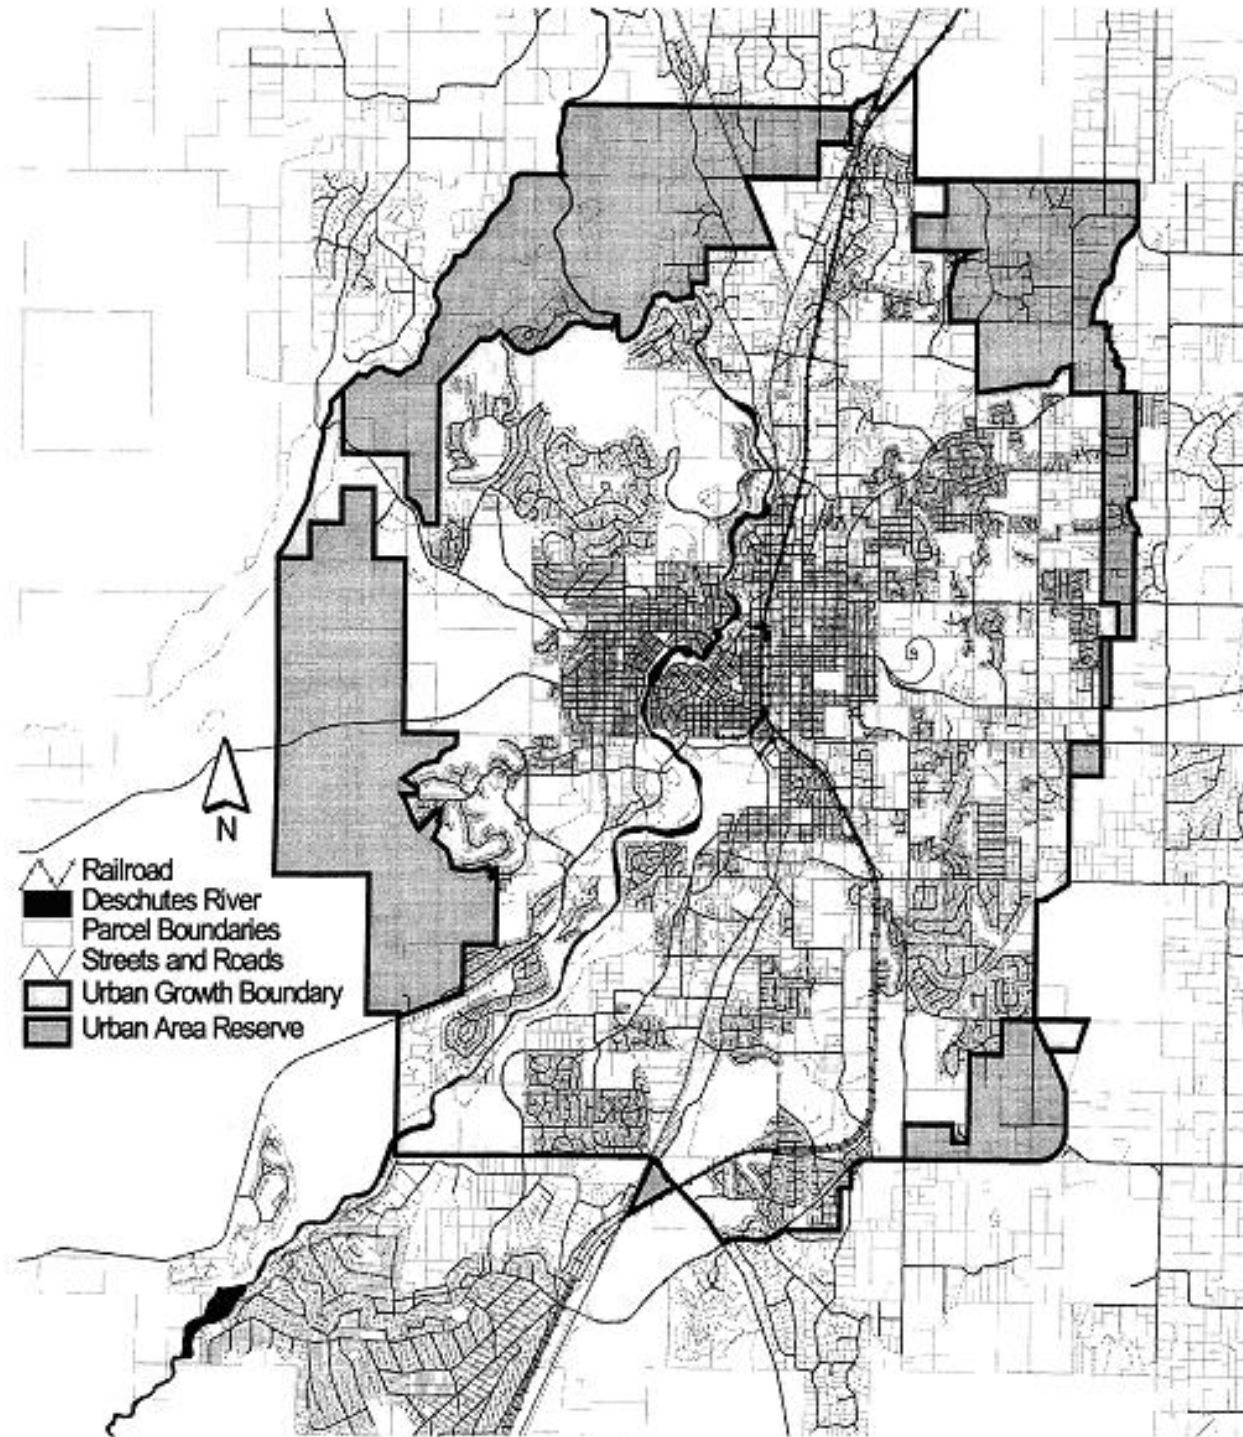 N
Railroad
Deschutes River
Parcel Boundaries
Streets and Roads
Urban Growth Boundary
Urban Area Reserve